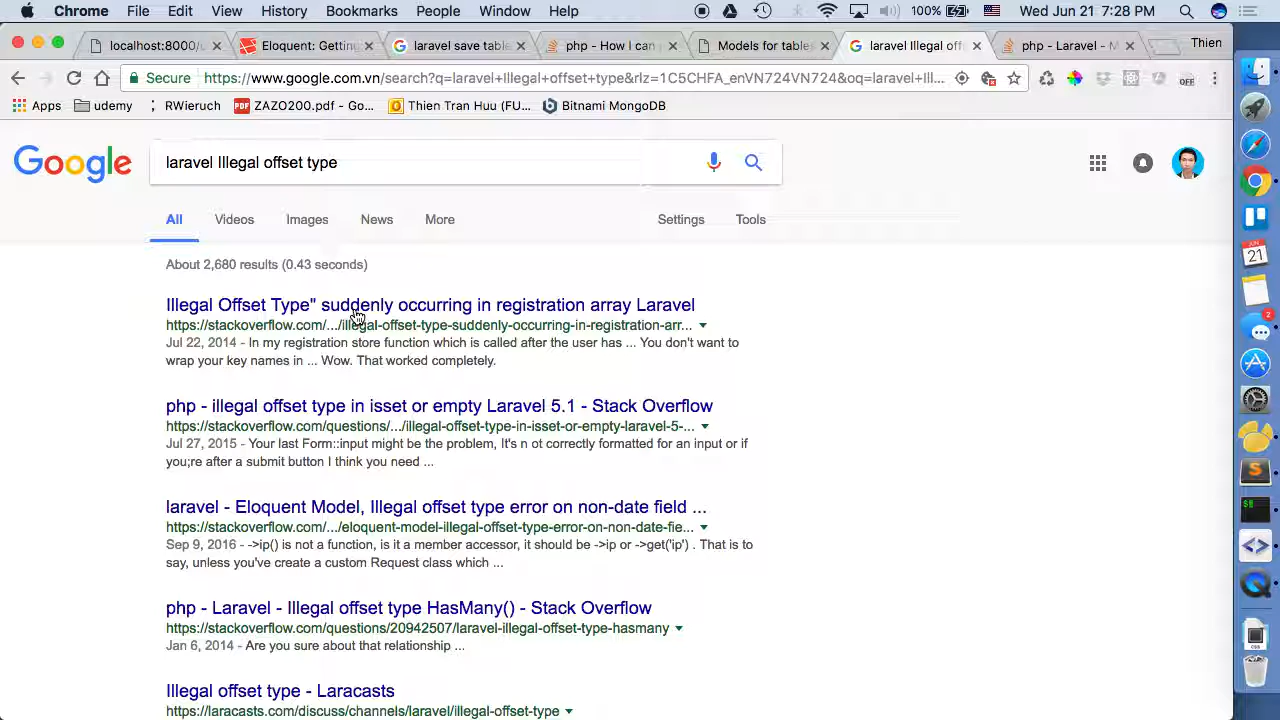 Chrome File Edit View History Bookmarks People Window Help 100% Wed Jun 21 7:28 PM
localhost:8000/ Eloquent: Gettin laravel save table php - How I can Models for table laravel Illegal off php - Laravel - M Thien
Secure https://www.google.com.vn/search?q=laravel+Illegal+offset+type&rlz=1C5CHFA_enVN724VN724&oq=laravel+Ill... OFF
Apps udemy RWieruch PDF ZAZO200.pdf - Go... Thien Tran Huu (FU... Bitnami MongoDB
Google laravel Illegal offset type
All Videos Images News More Settings Tools
About 2,680 results (0.43 seconds)
Illegal Offset Type" suddenly occurring in registration array Laravel
https://stackoverflow.com/.../illegal-offset-type-suddenly-occurring-in-registration-arr...
Jul 22, 2014 - In my registration store function which is called after the user has ... You don't want to
wrap your key names in ... Wow. That worked completely.
php - illegal offset type in isset or empty Laravel 5.1 - Stack Overflow
https://stackoverflow.com/questions/.../illegal-offset-type-in-isset-or-empty-laravel-5-...
Jul 27, 2015 - Your last Form::input might be the problem, It's n ot correctly formatted for an input or if
you;re after a submit button I think you need ...
laravel - Eloquent Model, Illegal offset type error on non-date field ...
https://stackoverflow.com/.../eloquent-model-illegal-offset-type-error-on-non-date-fie...
Sep 9, 2016 - ->ip() is not a function, is it a member accessor, it should be ->ip or ->get('ip') . That is to
say, unless you've create a custom Request class which ...
php - Laravel - Illegal offset type HasMany() - Stack Overflow
https://stackoverflow.com/questions/20942507/laravel-illegal-offset-type-hasmany
Jan 6, 2014 - Are you sure about that relationship ...
Illegal offset type - Laracasts
https://laracasts.com/discuss/channels/laravel/illegal-offset-type
21
2
css